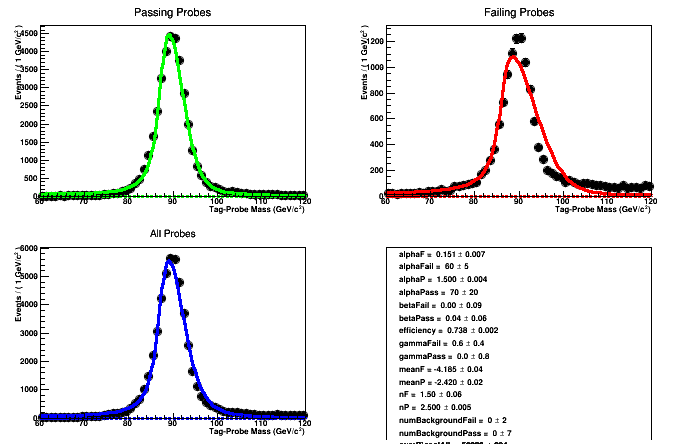 Passing Probes
Failing Probes
Events / ( 1 GeV/c² )
4500
4000
3500
3000
2500
2000
1500
1000
500
0
60 70 80 90 100 110 120
Tag-Probe Mass (GeV/c²)
Events / ( 1 GeV/c² )
1200
1000
800
600
400
200
60 70 80 90 100 110 120
Tag-Probe Mass (GeV/c²)
All Probes
Events / ( 1 GeV/c² )
6000
5000
4000
3000
2000
1000
0
60 70 80 90 100 110 120
Tag-Probe Mass (GeV/c²)
alphaF = 0.151 ± 0.007
alphaFail = 60 ± 5
alphaP = 1.500 ± 0.004
alphaPass = 70 ± 20
betaFail = 0.00 ± 0.09
betaPass = 0.04 ± 0.06
efficiency = 0.738 ± 0.002
gammaFail = 0.6 ± 0.4
gammaPass = 0.0 ± 0.8
meanF = -4.185 ± 0.04
meanP = -2.420 ± 0.02
nF = 1.50 ± 0.06
nP = 2.500 ± 0.005
numBackgroundFail = 0 ± 2
numBackgroundPass = 0 ± 7